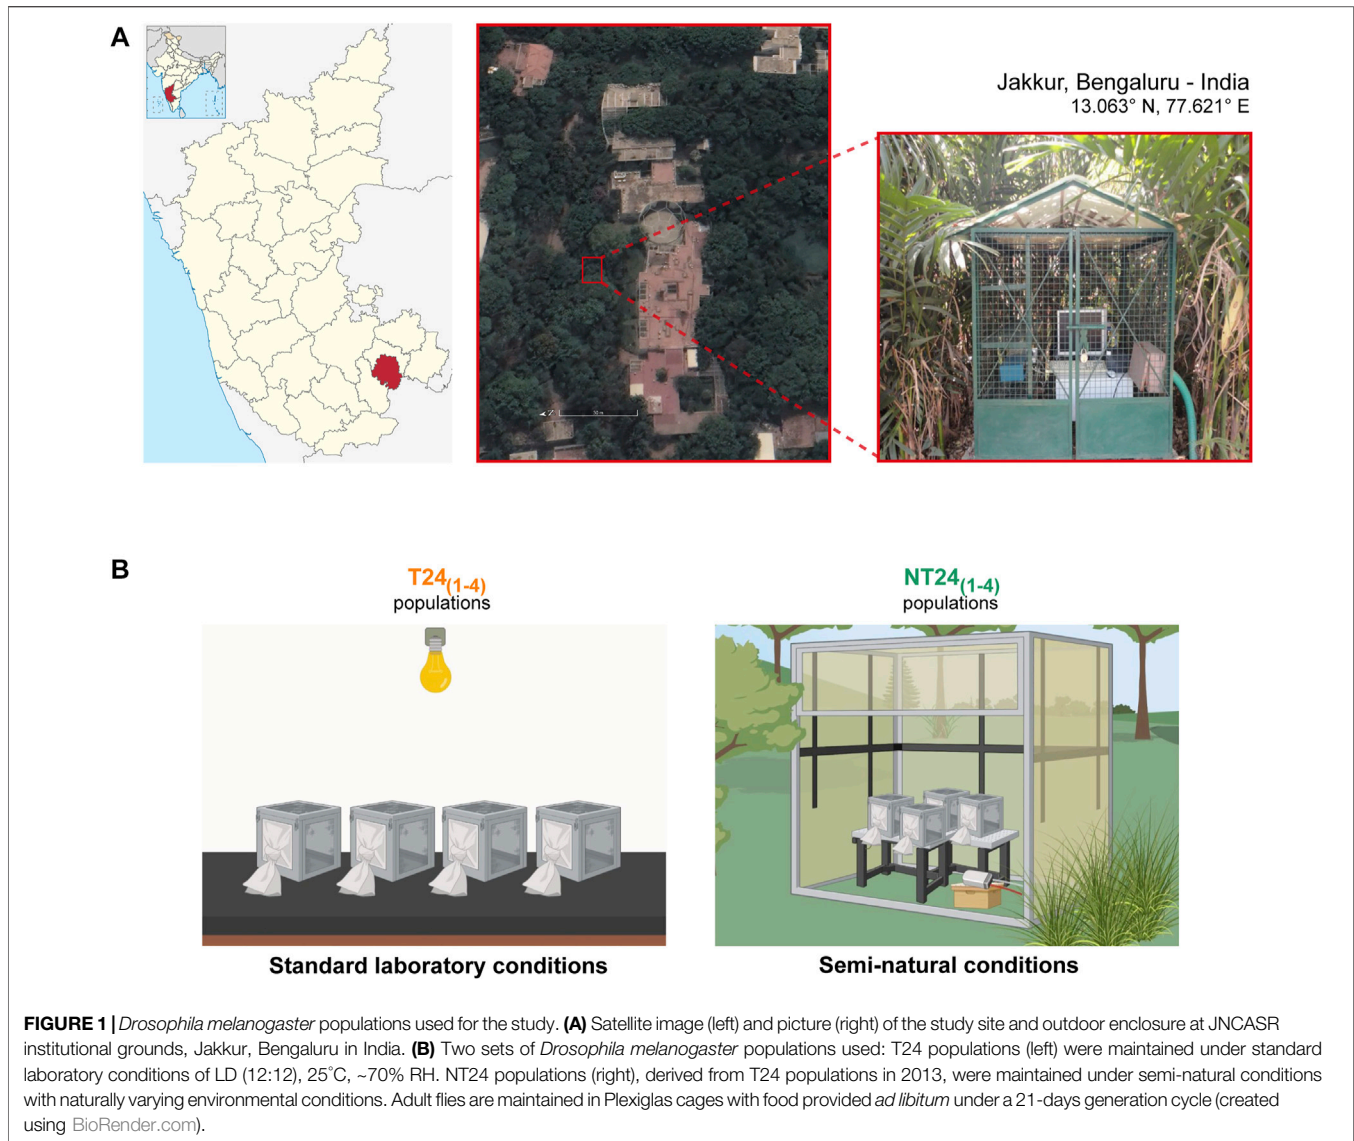 A
Jakkur, Bengaluru - India
13.063° N, 77.621° E
B
T24(1-4)
populations
NT24(1-4)
populations
Standard laboratory conditions
Semi-natural conditions
FIGURE 1 | Drosophila melanogaster populations used for the study. (A) Satellite image (left) and picture (right) of the study site and outdoor enclosure at JNCASR
institutional grounds, Jakkur, Bengaluru in India. (B) Two sets of Drosophila melanogaster populations used: T24 populations (left) were maintained under standard
laboratory conditions of LD (12:12), 25°C, ~70% RH. NT24 populations (right), derived from T24 populations in 2013, were maintained under semi-natural conditions
with naturally varying environmental conditions. Adult flies are maintained in Plexiglas cages with food provided ad libitum under a 21-days generation cycle (created
using BioRender.com).